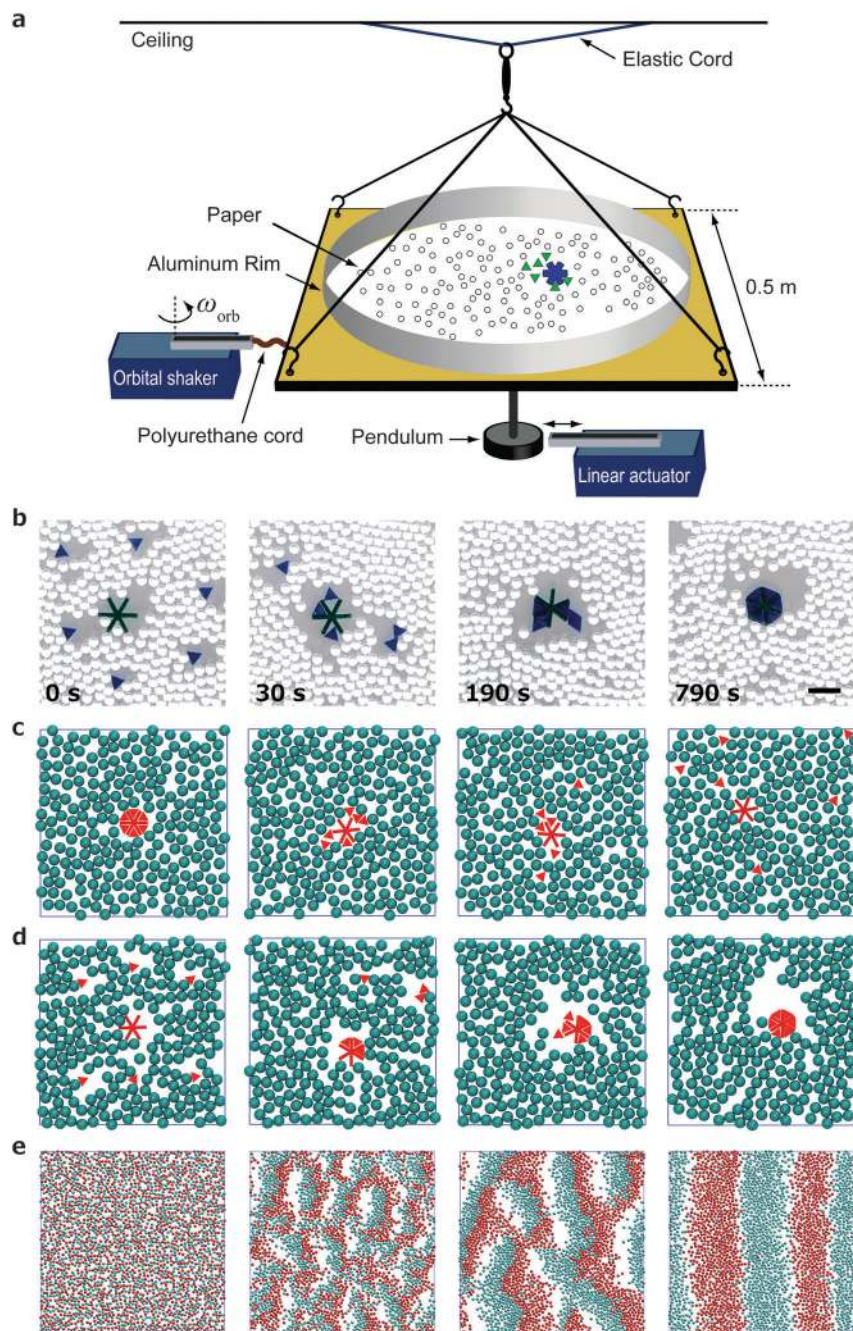 a
Ceiling
Elastic Cord
Paper
Aluminum Rim
0.5 m
ωorb
Orbital shaker
Polyurethane cord
Pendulum
Linear actuator
b
0 s
30 s
190 s
790 s
c
d
e